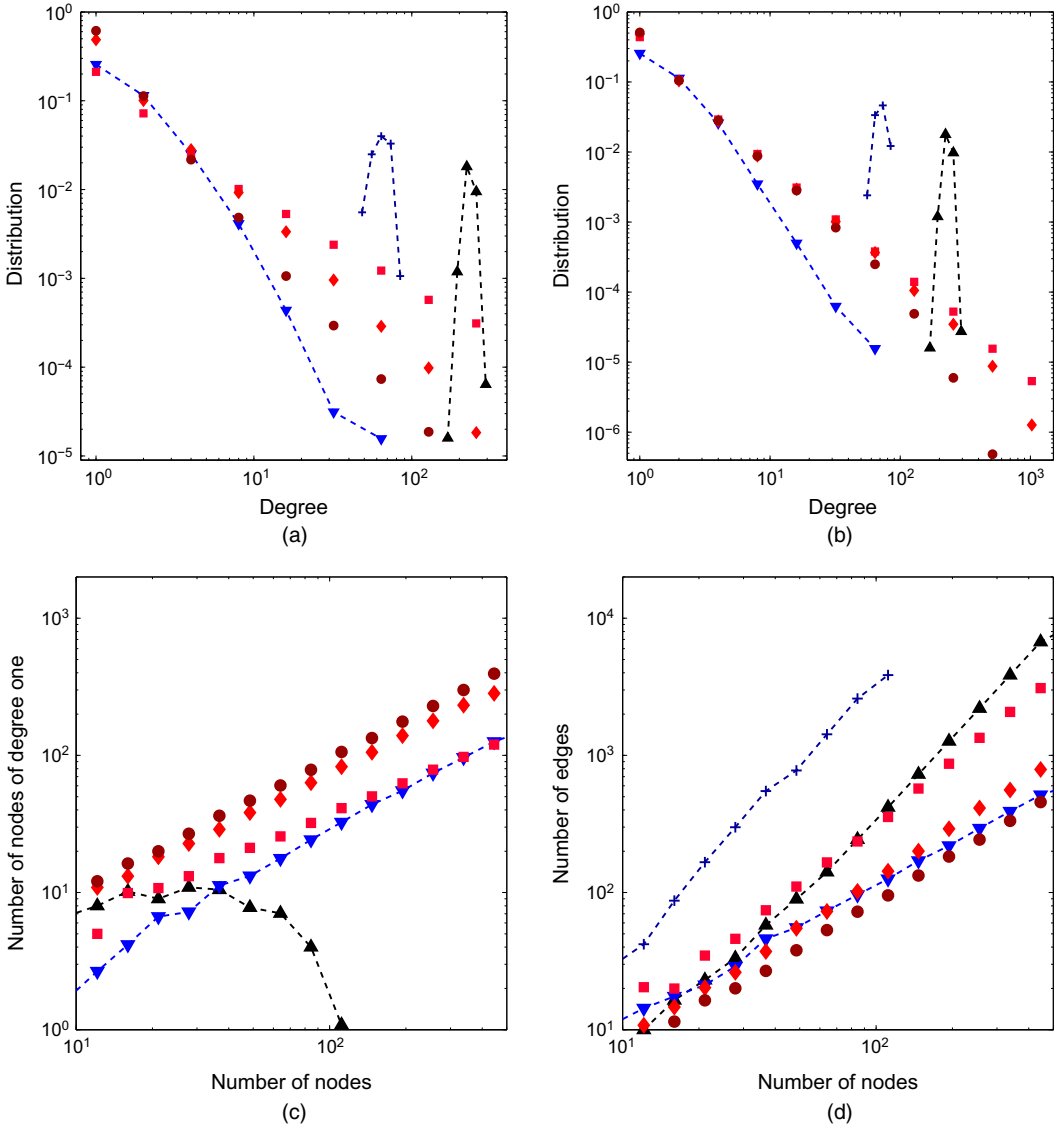 10^0
10^-1
10^-2
10^-3
10^-4
10^-5
Distribution
10^0
10^1
10^2
Degree
(a)
10^0
10^-1
10^-2
10^-3
10^-4
10^-5
10^-6
Distribution
10^0
10^1
10^2
10^3
Degree
(b)
10^3
10^2
10^1
10^0
Number of nodes of degree one
10^1
10^2
Number of nodes
(c)
10^4
10^3
10^2
10^1
Number of edges
10^1
10^2
Number of nodes
(d)